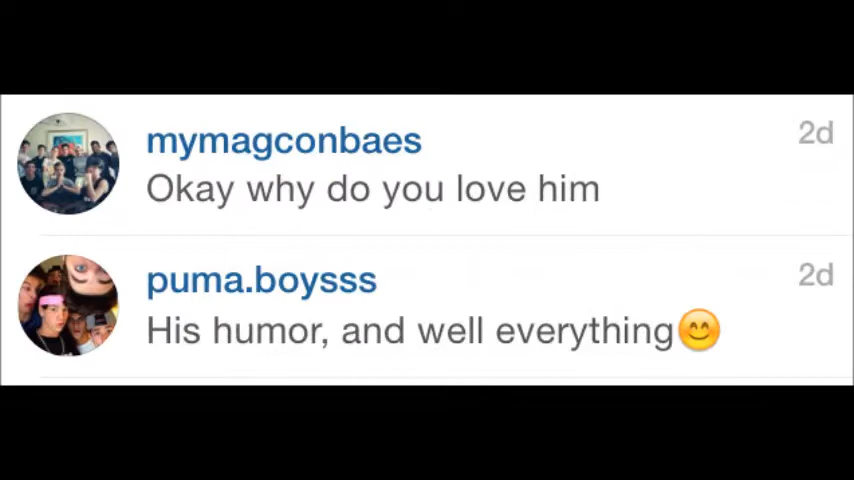 mymagconbaes 2d
Okay why do you love him
puma.boysss 2d
His humor, and well everything😊